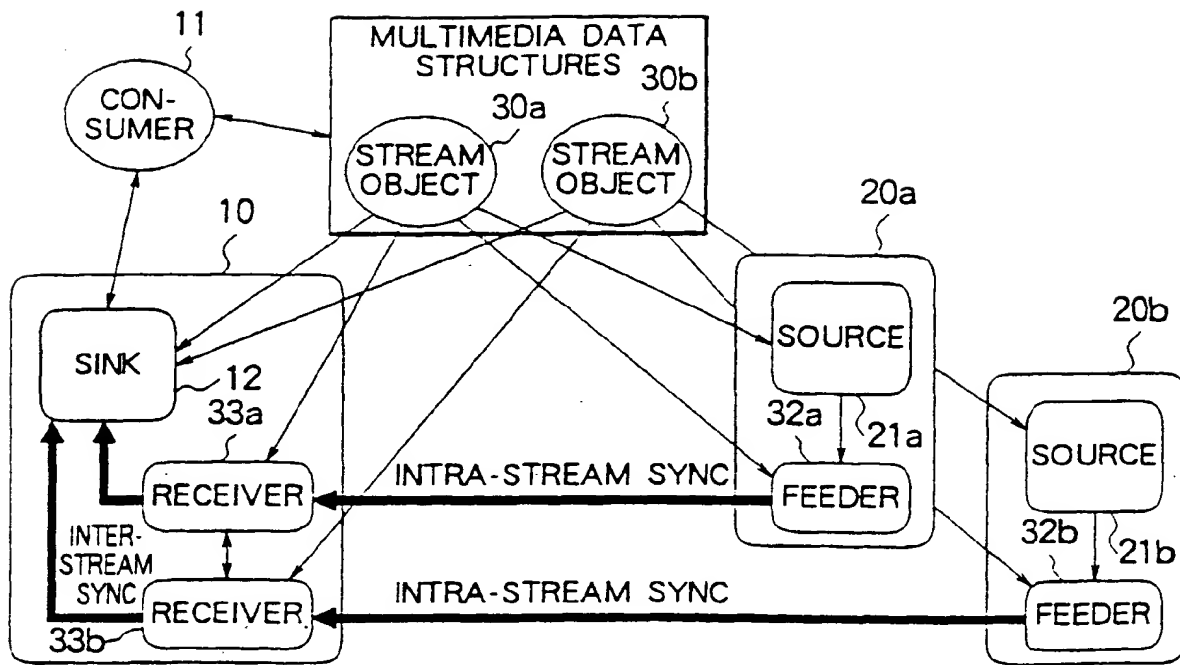 11
MULTIMEDIA DATA
STRUCTURES
30b
30a
CON-
SUMER
STREAM
OBJECT
STREAM
OBJECT
10
20a
20b
SINK
12
SOURCE
33a
32a
21a
SOURCE
RECEIVER
INTRA-STREAM SYNC
FEEDER
INTER-
STREAM
SYNC
32b
21b
RECEIVER
INTRA-STREAM SYNC
FEEDER
33b